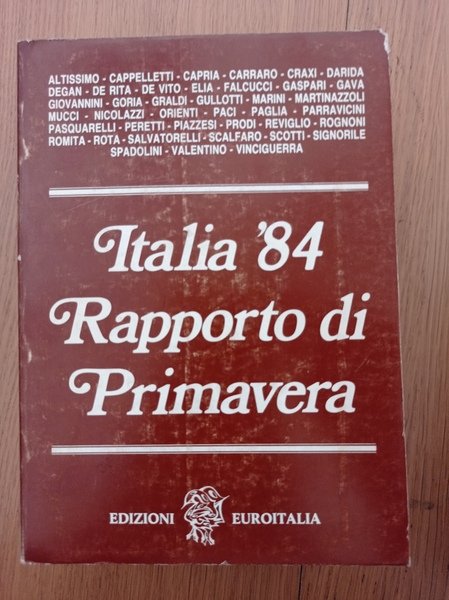 ALTISSIMO - CAPPELLETTI - CAPRIA - CARRARO - CRAXI - DARIDA
DEGAN - DE RITA - DE VITO - ELIA - FALCUCCI - GASPARI - GAVA
GIOVANNINI - GORIA - GRALDI - GULLOTTI - MARINI - MARTINAZZOLI
MUCCI - NICOLAZZI - ORIENTI - PACI - PAGLIA - PARRAVICINI
PASQUARELLI - PERETTI - PIAZZESI - PRODI - REVIGLIO - ROGNONI
ROMITA - ROTA - SALVATORELLI - SCALFARO - SCOTTI - SIGNORILE
SPADOLINI - VALENTINO - VINCIGUERRA
Italia '84
Rapporto di
Primavera
EDIZIONI EUROITALIA